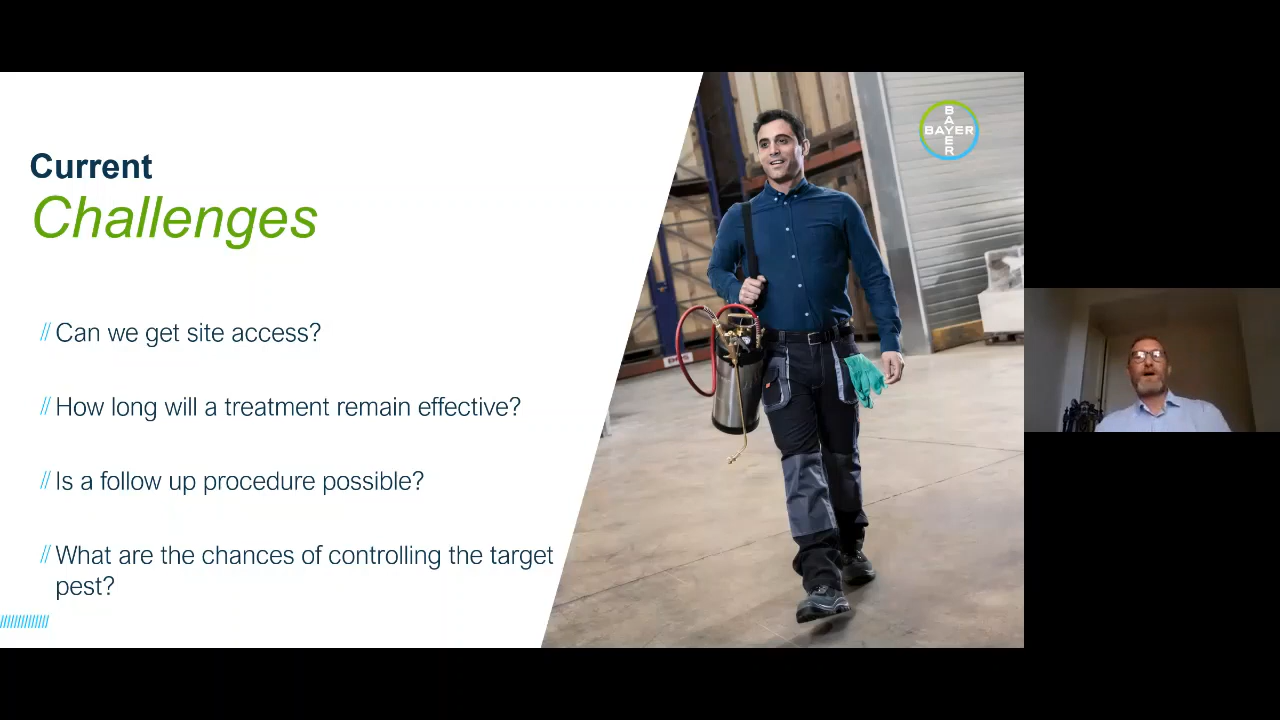 Current
Challenges
// Can we get site access?
// How long will a treatment remain effective?
// Is a follow up procedure possible?
// What are the chances of controlling the target
pest?
BAYER
BAYER